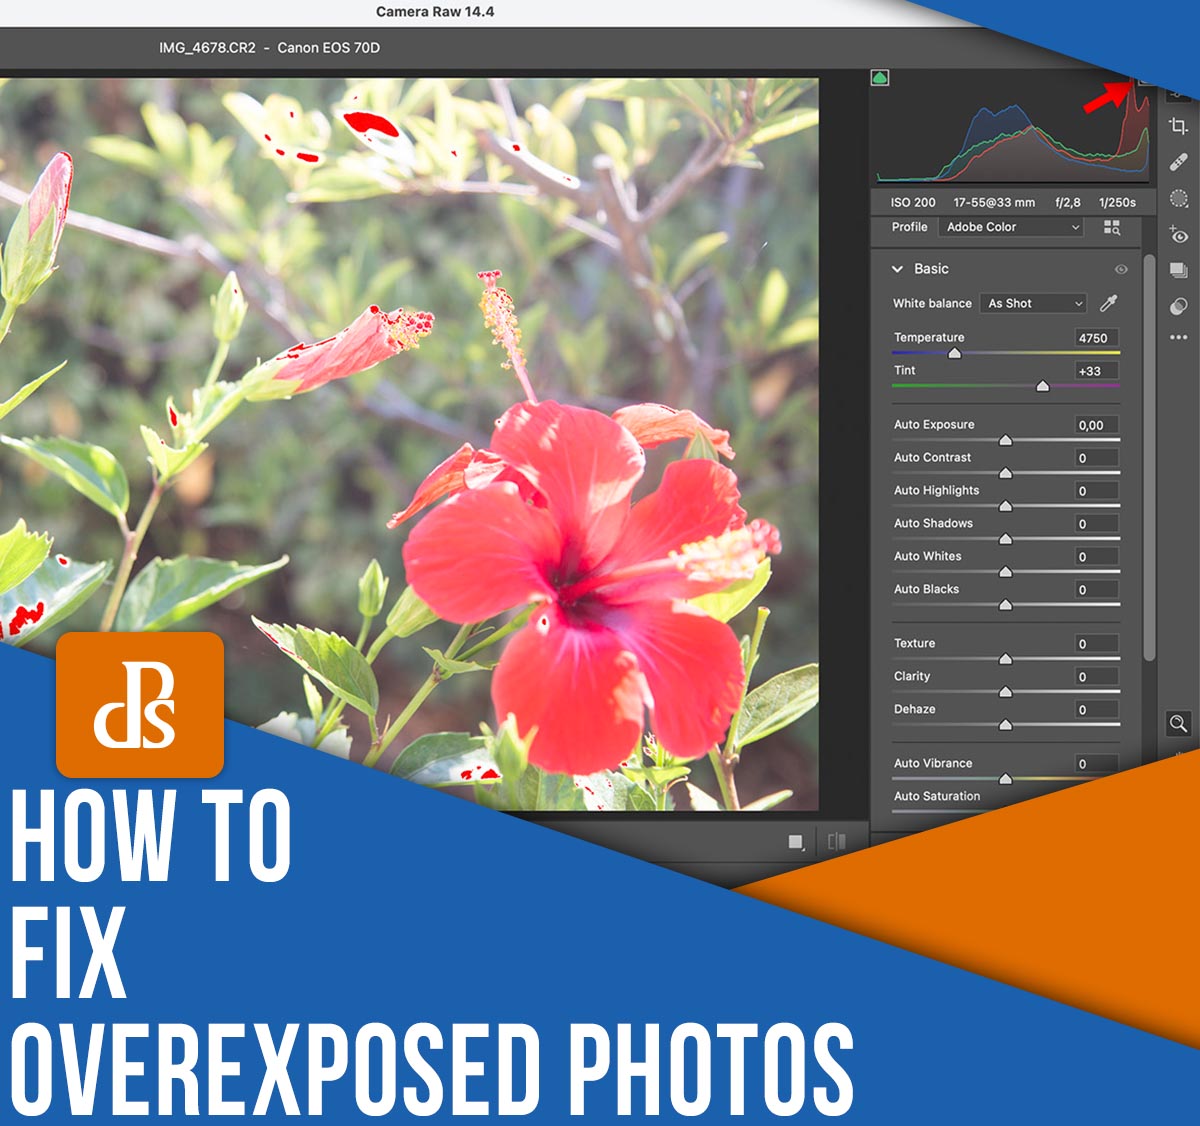 Camera Raw 14.4
IMG_4678.CR2 - Canon EOS 70D
ISO 200 17-55@33 mm f/2,8 1/250s
Profile Adobe Color
Basic
White balance As Shot
Temperature 4750
Tint +33
Auto Exposure 0,00
Auto Contrast 0
Auto Highlights 0
Auto Shadows 0
Auto Whites 0
Auto Blacks 0
Texture 0
Clarity 0
Dehaze 0
Auto Vibrance 0
Auto Saturation
dPS
HOW TO
FIX
OVEREXPOSED PHOTOS